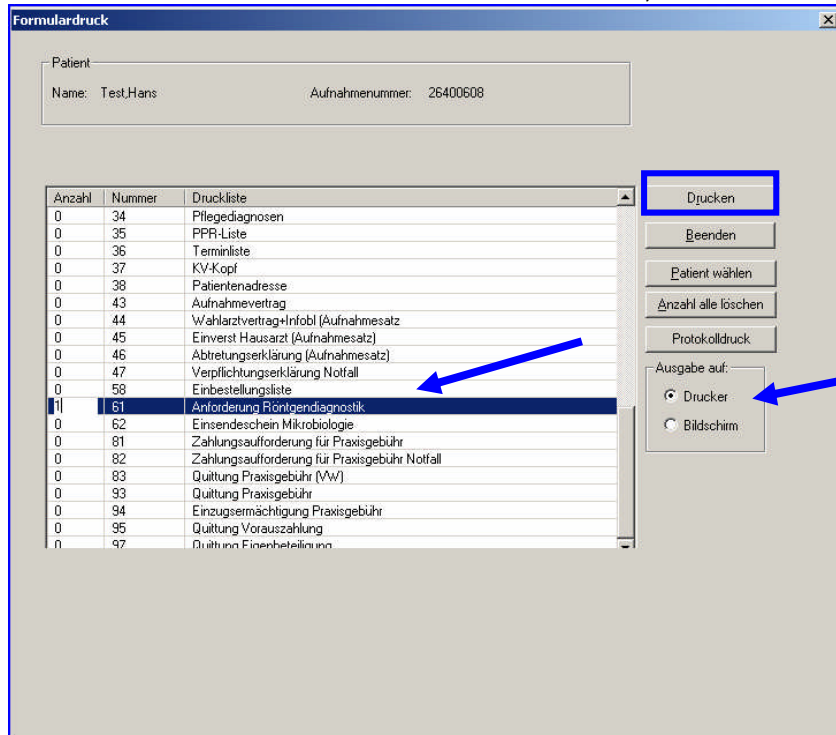 Formulardruck
Patient
Name: Test,Hans Aufnahmenummer: 26400608
Anzahl Nummer Druckliste
0 34 Pflegediagnosen
0 35 PPR-Liste
0 36 Terminliste
0 37 KV-Kopf
0 38 Patientenadresse
0 43 Aufnahmevertrag
0 44 Wahlarztvertrag+Infobl (Aufnahmesatz
0 45 Einverst Hausarzt (Aufnahmesatz)
0 46 Abtretungserklärung (Aufnahmesatz)
0 47 Verpflichtungserklärung Notfall
0 58 Einbestellungsliste
1 61 Anforderung Röntgendiagnostik
0 62 Einsendeschein Mikrobiologie
0 81 Zahlungsaufforderung für Praxisgebühr
0 82 Zahlungsaufforderung für Praxisgebühr Notfall
0 83 Quittung Praxisgebühr (VW)
0 93 Quittung Praxisgebühr
0 94 Einzugsermächtigung Praxisgebühr
0 95 Quittung Vorauszahlung
0 97 Quittung Eigenbeteiligung
Drucken
Beenden
Patient wählen
Anzahl alle löschen
Protokolldruck
Ausgabe auf:
Drucker
Bildschirm